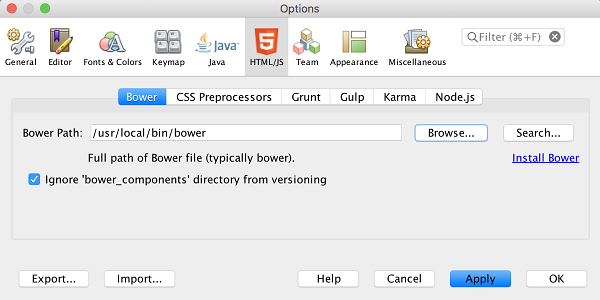 Options
General Editor Fonts & Colors Keymap Java HTML/JS Team Appearance Miscellaneous Filter (⌘+F)
Java
5
Bower CSS Preprocessors Grunt Gulp Karma Node.js
Bower Path: /usr/local/bin/bower Browse... Search...
Full path of Bower file (typically bower). Install Bower
Ignore 'bower_components' directory from versioning
Export... Import... Help Cancel Apply OK